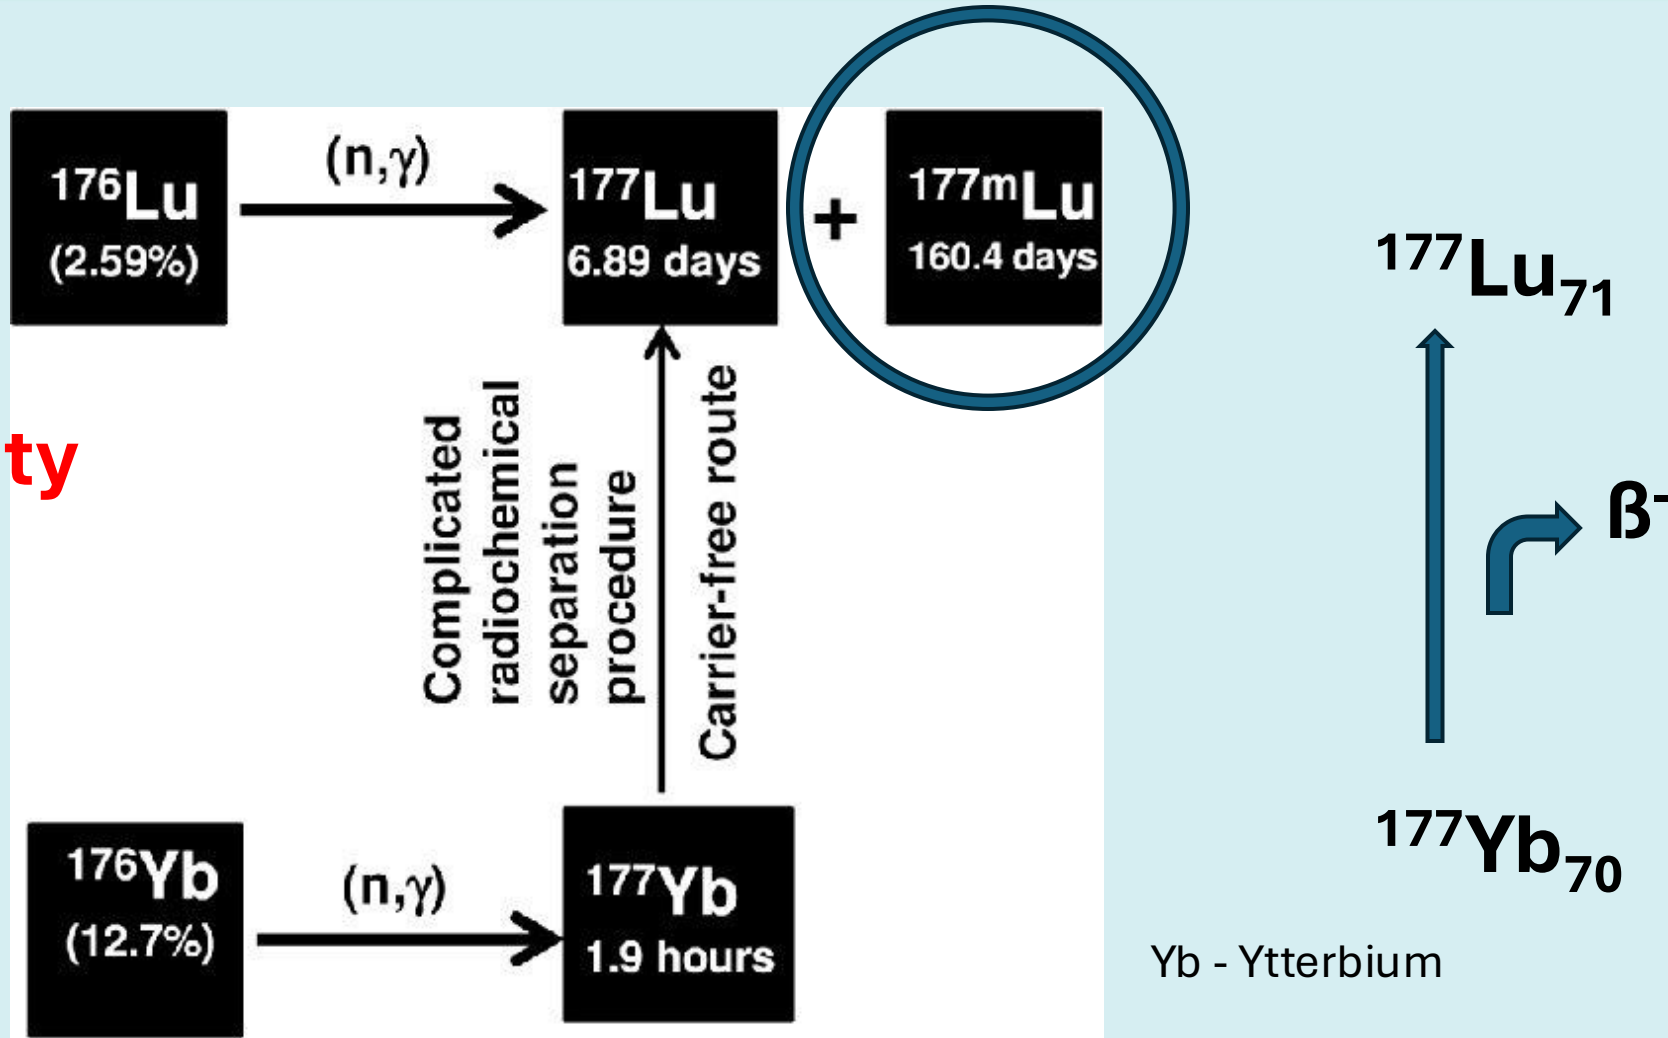 ¹⁷⁶Lu
(2.59%)
(n,γ)
¹⁷⁷Lu
6.89 days
+
¹⁷⁷ᵐLu
160.4 days
¹⁷⁷Lu₇₁
ty
Complicated
radiochemical
separation
procedure
Carrier-free route
ß⁻
¹⁷⁶Yb
(12.7%)
(n,γ)
¹⁷⁷Yb
1.9 hours
¹⁷⁷Yb₇₀
Yb - Ytterbium